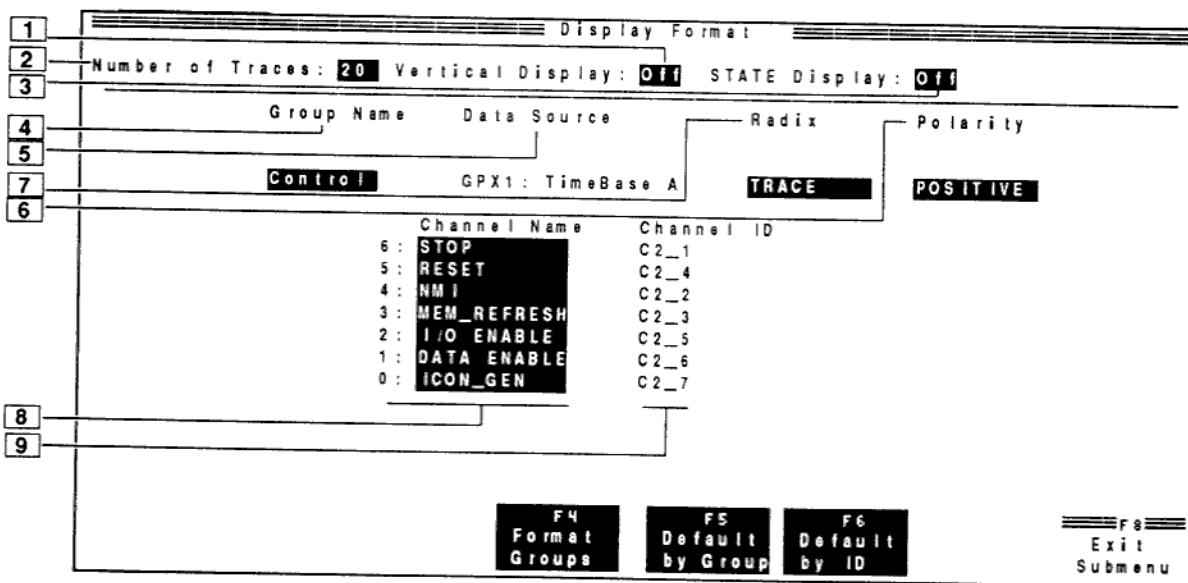 Display Format
1
2
3
Number of Traces: 20 Vertical Display: Off STATE Display: Off
Group Name Data Source Radix Polarity
4
5
Control GPX1: TimeBase A TRACE POSITIVE
7
6
Channel Name Channel ID
6: STOP C2_1
5: RESET C2_4
4: NMI C2_2
3: MEM_REFRESH C2_3
2: I/O ENABLE C2_5
1: DATA ENABLE C2_6
0: ICON_GEN C2_7
8
9
F4 Format Groups
F5 Default by Group
F6 Default by ID
F8 Exit Submenu